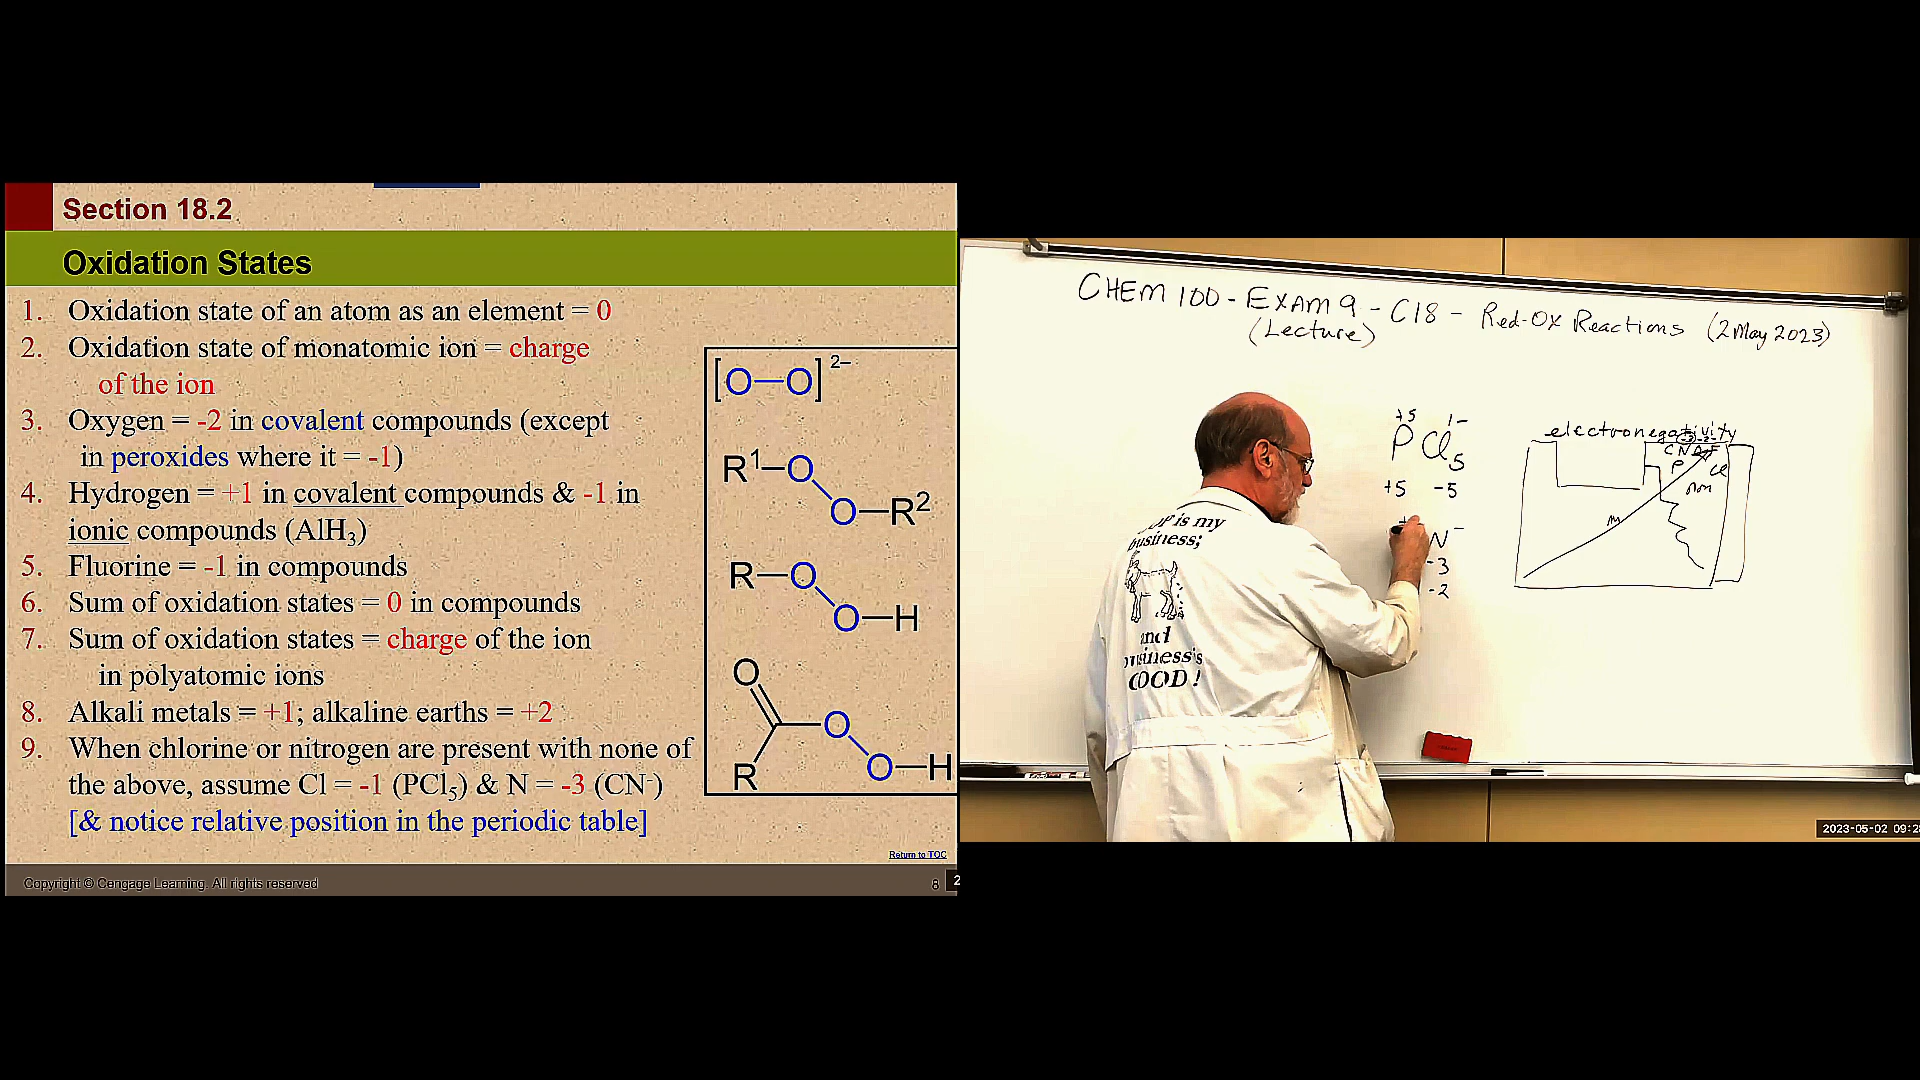 Section 18.2
Oxidation States
1. Oxidation state of an atom as an element = 0
2. Oxidation state of monatomic ion = charge
of the ion
3. Oxygen = -2 in covalent compounds (except
in peroxides where it = -1)
4. Hydrogen = +1 in covalent compounds & -1 in
ionic compounds (AlH3)
5. Fluorine = -1 in compounds
6. Sum of oxidation states = 0 in compounds
7. Sum of oxidation states = charge of the ion
in polyatomic ions
8. Alkali metals = +1; alkaline earths = +2
9. When chlorine or nitrogen are present with none of
the above, assume Cl = -1 (PCl5) & N = -3 (CN-)
[& notice relative position in the periodic table]
[O—O]2–
R1—O
O—R2
R—O
O—H
O
O
R
O—H
Return to TOC
Copyright © Cengage Learning. All rights reserved
8
2
CHEM 100 - EXAM 9 - C18 - Red-Ox Reactions (2 May 2023)
(Lecture)
+5 1-
PCl5
+5 -5
N-
-3
-2
electronegativity
C N O F
P Cl
non
M
is my
business;
and
business is
GOOD!
2023-05-02 09:28